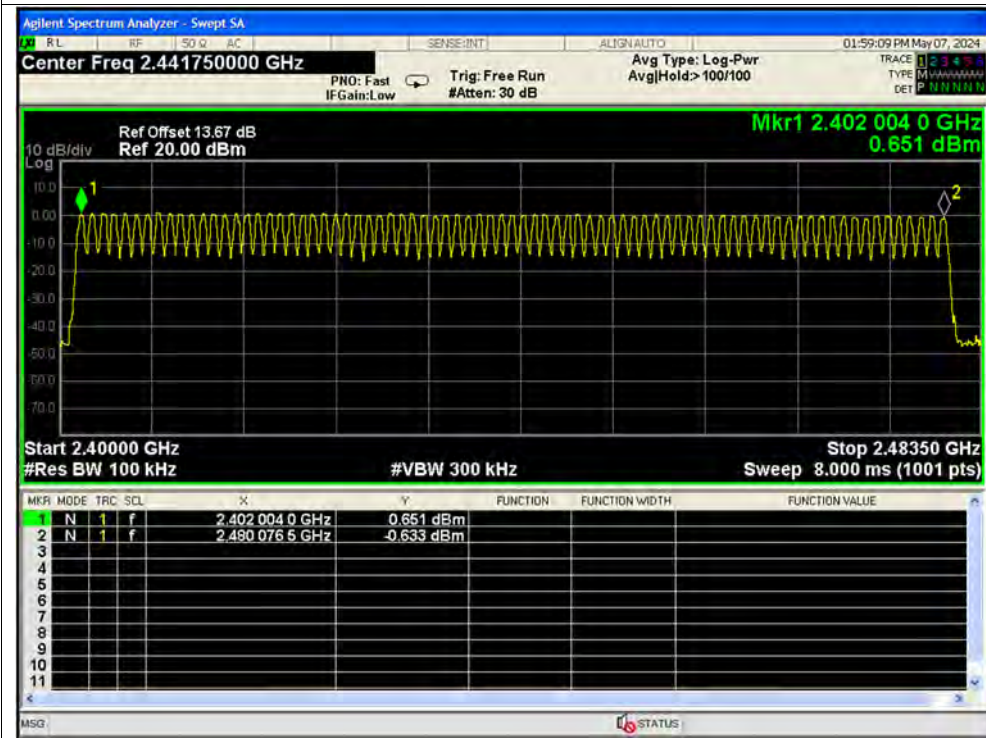 Agilent Spectrum Analyzer - Swept SA
LXI RL RF 50 Ω AC SENSE:INT ALIGNAUTO 01:59:09 PM May 07, 2024
Center Freq 2.441750000 GHz
PNO: Fast
IFGain:Low
Trig: Free Run
#Atten: 30 dB
Avg Type: Log-Pwr
Avg|Hold:> 100/100
TRACE 1 2 3 4 5 6
TYPE M
DET P N N N N N
Mkr1 2.402 004 0 GHz
0.651 dBm
Ref Offset 13.67 dB
10 dB/div Ref 20.00 dBm
Log
10.0
0.00
-10.0
-20.0
-30.0
-40.0
-50.0
-60.0
-70.0
1
2
Start 2.40000 GHz Stop 2.48350 GHz
#Res BW 100 kHz #VBW 300 kHz Sweep 8.000 ms (1001 pts)
MKR MODE TRC SCL X Y FUNCTION FUNCTION WIDTH FUNCTION VALUE
1 N 1 f 2.402 004 0 GHz 0.651 dBm
2 N 1 f 2.480 076 5 GHz -0.633 dBm
3
4
5
6
7
8
9
10
11
MSG STATUS